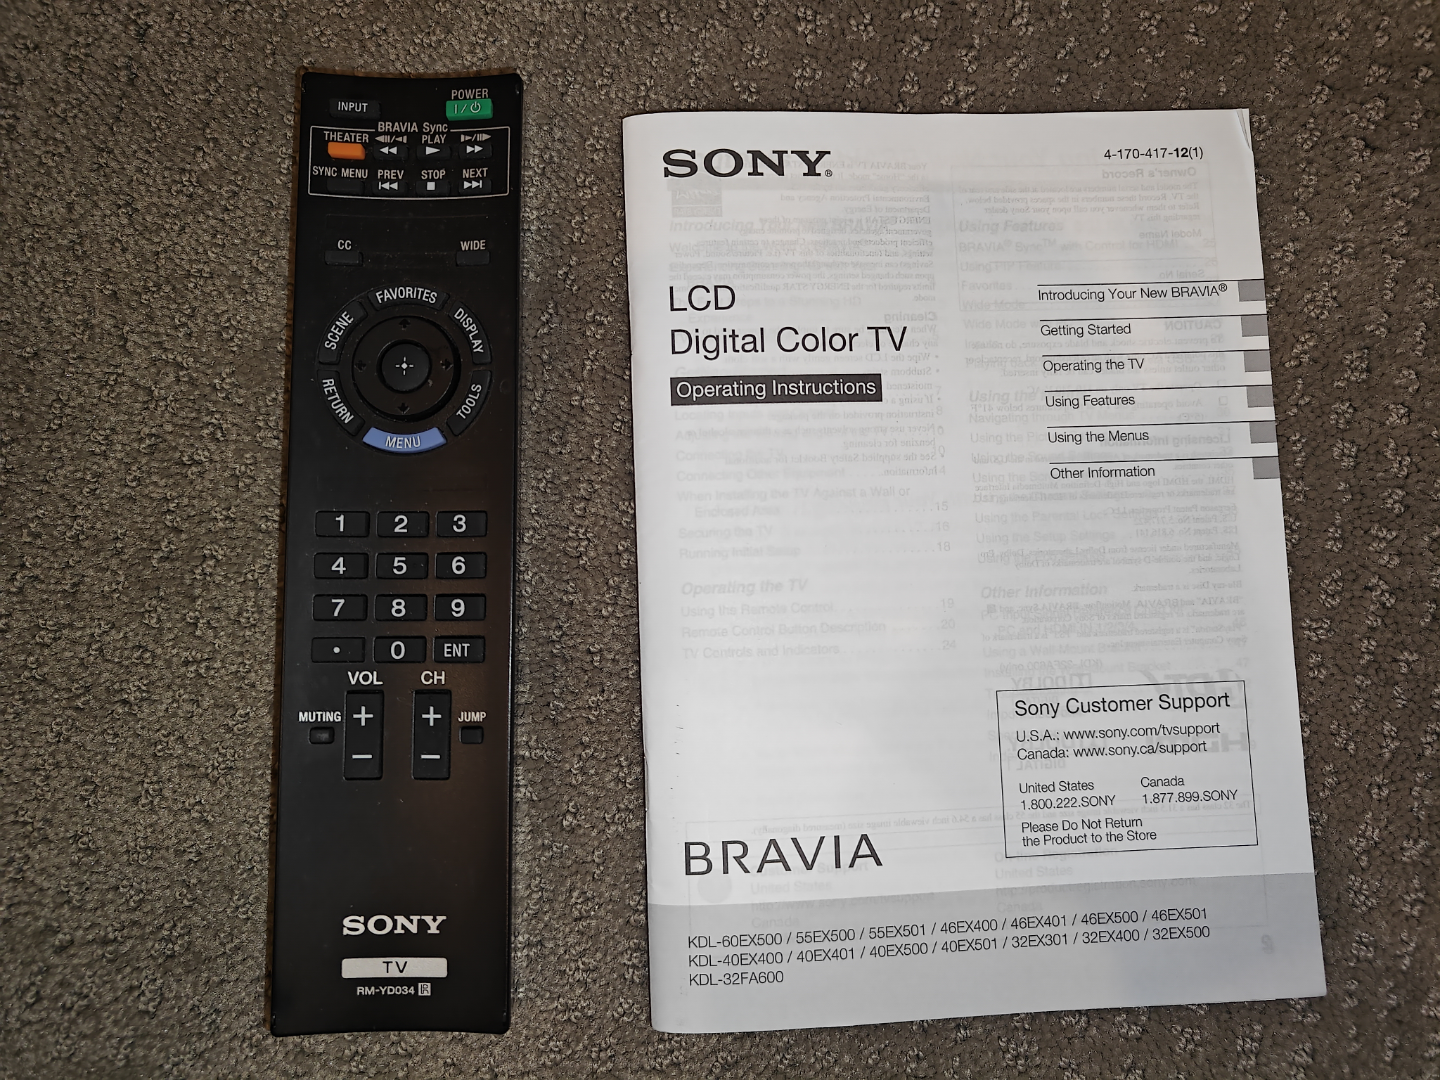 INPUT
POWER
I/⏻
BRAVIA Sync
THEATER
PLAY
SYNC MENU
PREV
STOP
NEXT
CC
WIDE
SCENE
FAVORITES
DISPLAY
RETURN
TOOLS
MENU
1 2 3
4 5 6
7 8 9
• 0 ENT
VOL CH
MUTING + + JUMP
− −
SONY
TV
RM-YD034 R
SONY®
4-170-417-12(1)
LCD
Digital Color TV
Operating Instructions
Introducing Your New BRAVIA®
Getting Started
Operating the TV
Using Features
Using the Menus
Other Information
Sony Customer Support
U.S.A.: www.sony.com/tvsupport
Canada: www.sony.ca/support
United States
1.800.222.SONY
Canada
1.877.899.SONY
Please Do Not Return
the Product to the Store
BRAVIA
KDL-60EX500 / 55EX500 / 55EX501 / 46EX400 / 46EX401 / 46EX500 / 46EX501
KDL-40EX400 / 40EX401 / 40EX500 / 40EX501 / 32EX301 / 32EX400 / 32EX500
KDL-32FA600